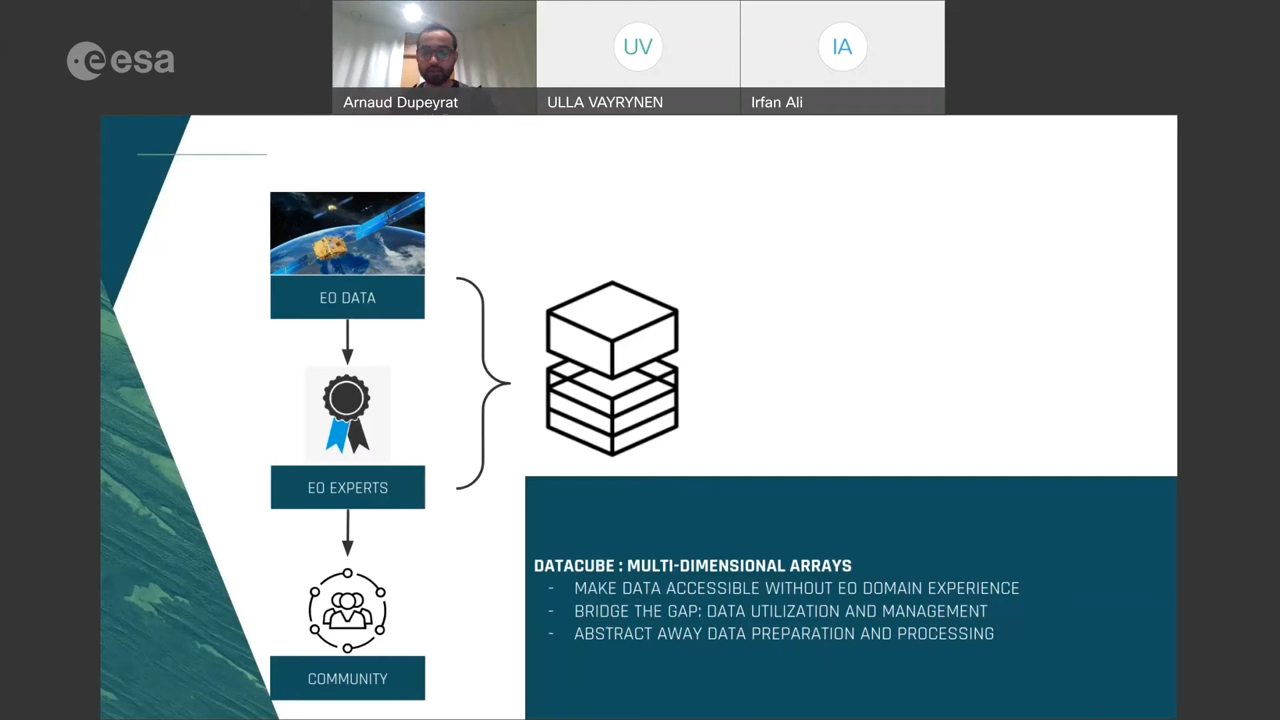 esa
UV
IA
Arnaud Dupeyrat
ULLA VAYRYNEN
Irfan Ali
EO DATA
EO EXPERTS
COMMUNITY
DATACUBE : MULTI-DIMENSIONAL ARRAYS
- MAKE DATA ACCESSIBLE WITHOUT EO DOMAIN EXPERIENCE
- BRIDGE THE GAP: DATA UTILIZATION AND MANAGEMENT
- ABSTRACT AWAY DATA PREPARATION AND PROCESSING